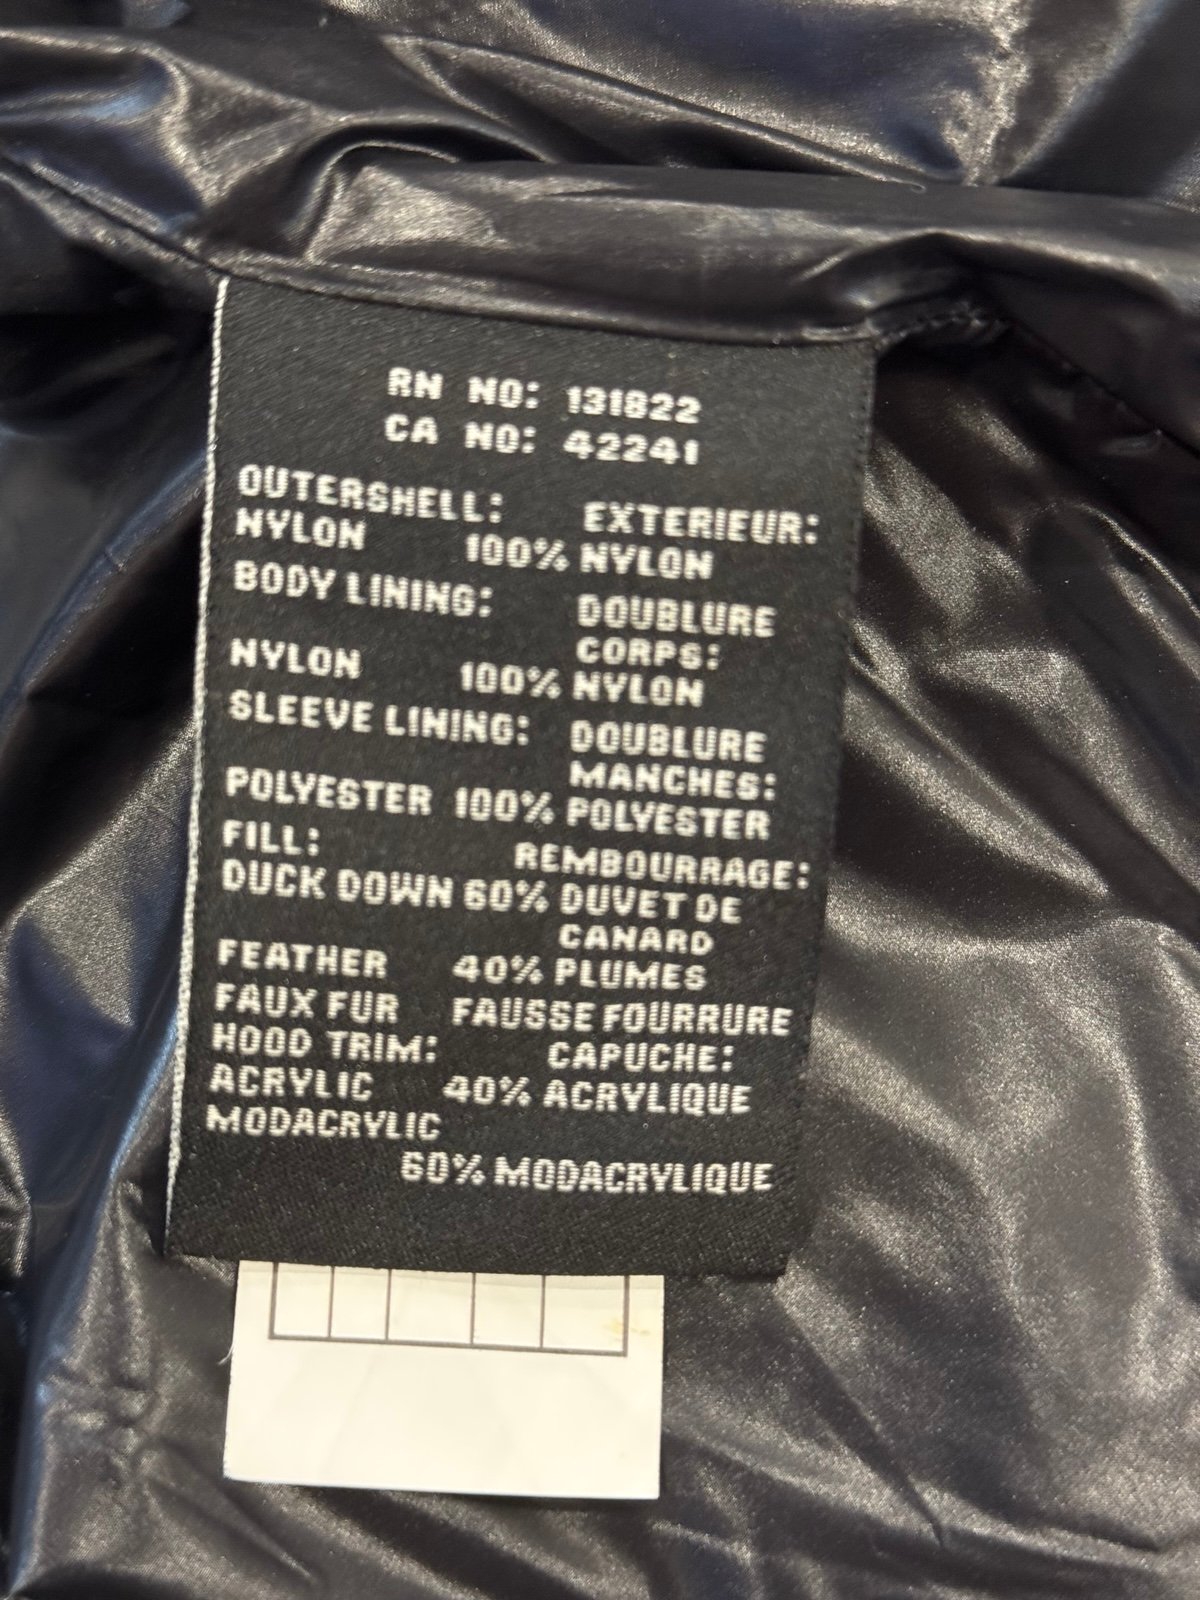 RN NO: 131822
CA NO: 42241
OUTERSHELL: EXTERIEUR:
NYLON 100% NYLON
BODY LINING: DOUBLURE
CORPS:
NYLON 100% NYLON
SLEEVE LINING: DOUBLURE
MANCHES:
POLYESTER 100% POLYESTER
FILL: REMBOURRAGE:
DUCK DOWN 60% DUVET DE
CANARD
FEATHER 40% PLUMES
FAUX FUR FAUSSE FOURRURE
HOOD TRIM: CAPUCHE:
ACRYLIC 40% ACRYLIQUE
MODACRYLIC
60% MODACRYLIQUE